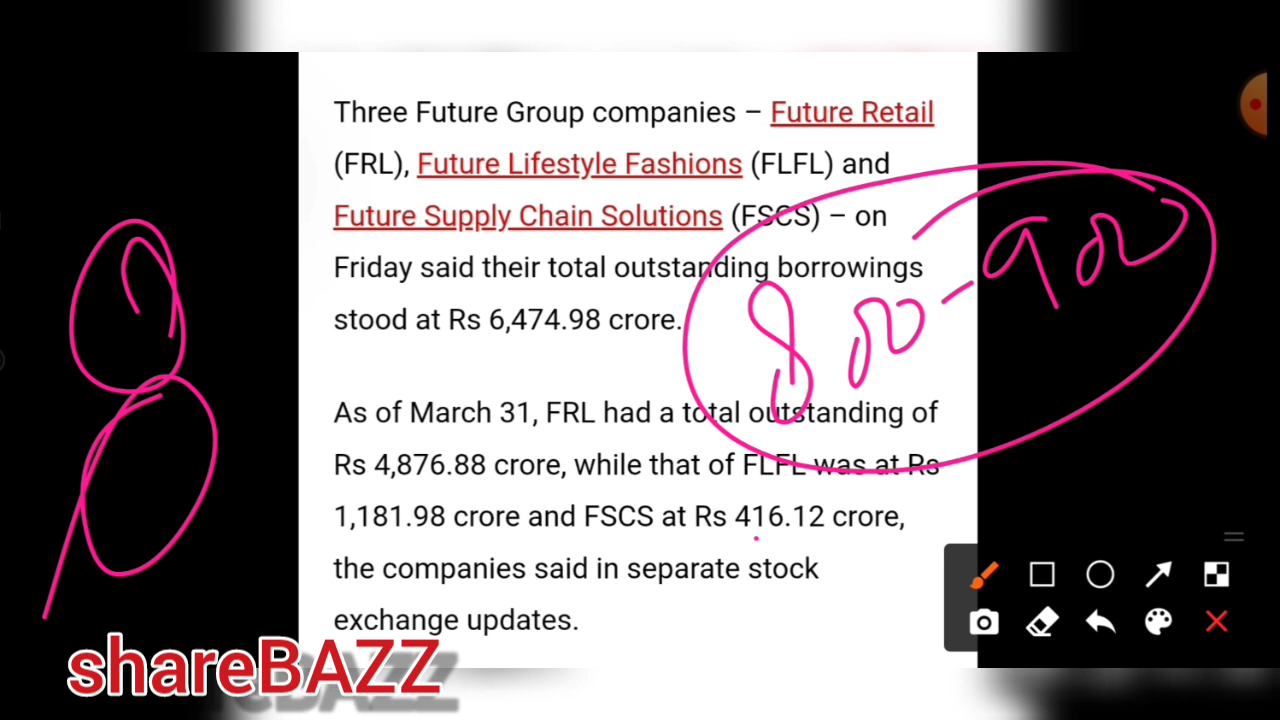 Three Future Group companies – Future Retail
(FRL), Future Lifestyle Fashions (FLFL) and
Future Supply Chain Solutions (FSCS) – on
Friday said their total outstanding borrowings
stood at Rs 6,474.98 crore.
800-900
As of March 31, FRL had a total outstanding of
Rs 4,876.88 crore, while that of FLFL was at Rs
1,181.98 crore and FSCS at Rs 416.12 crore,
the companies said in separate stock
exchange updates.
shareBAZZ